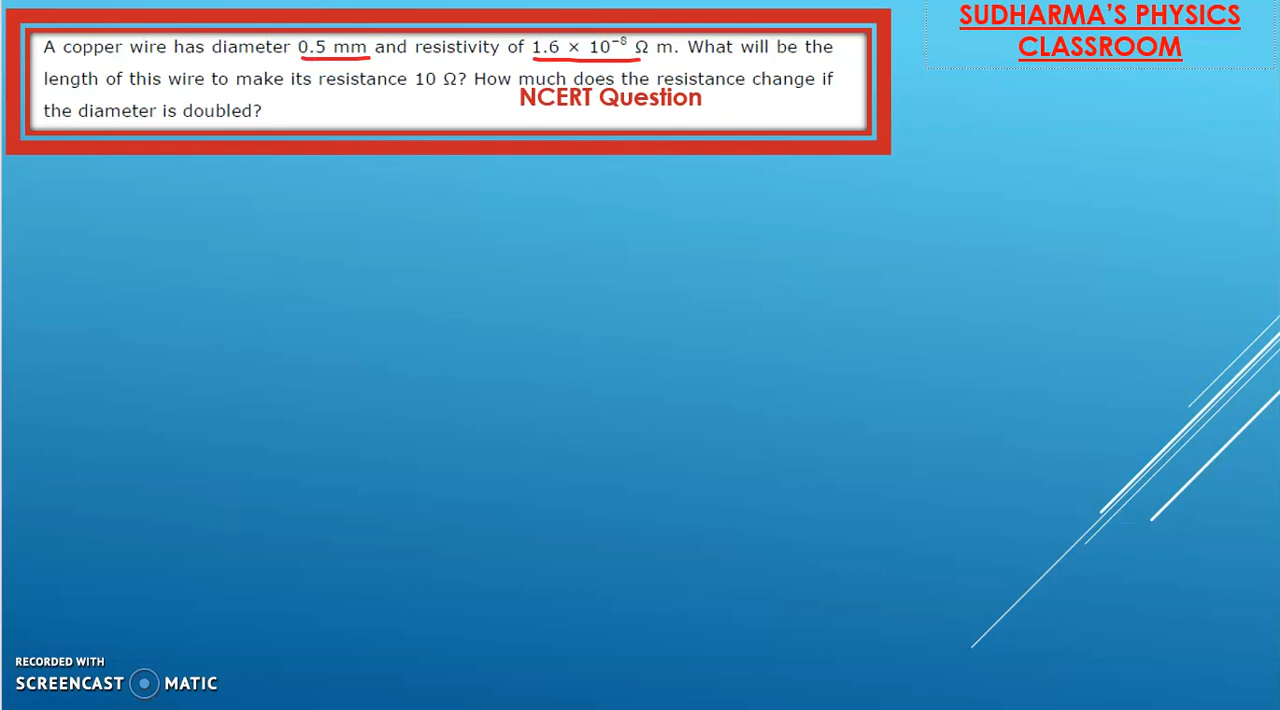 SUDHARMA'S PHYSICS
CLASSROOM
A copper wire has diameter 0.5 mm and resistivity of 1.6 × 10⁻⁸ Ω m. What will be the
length of this wire to make its resistance 10 Ω? How much does the resistance change if
the diameter is doubled?
NCERT Question
RECORDED WITH
SCREENCAST MATIC